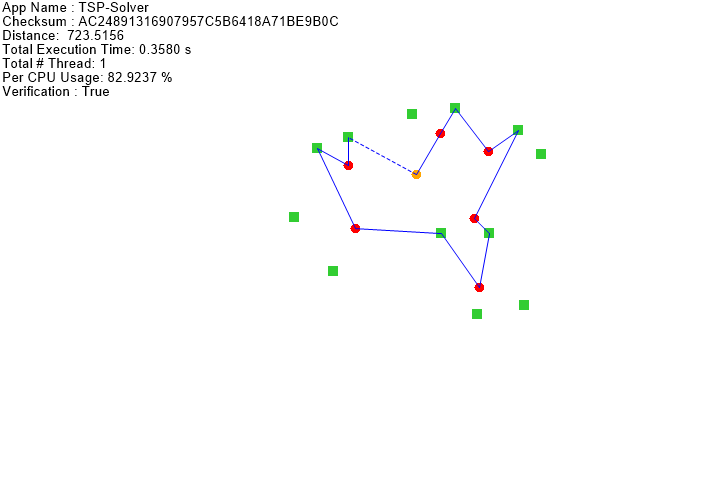 App Name : TSP-Solver
Checksum : AC24891316907957C5B6418A71BE9B0C
Distance:  723.5156
Total Execution Time: 0.3580 s
Total # Thread: 1
Per CPU Usage: 82.9237 %
Verification : True